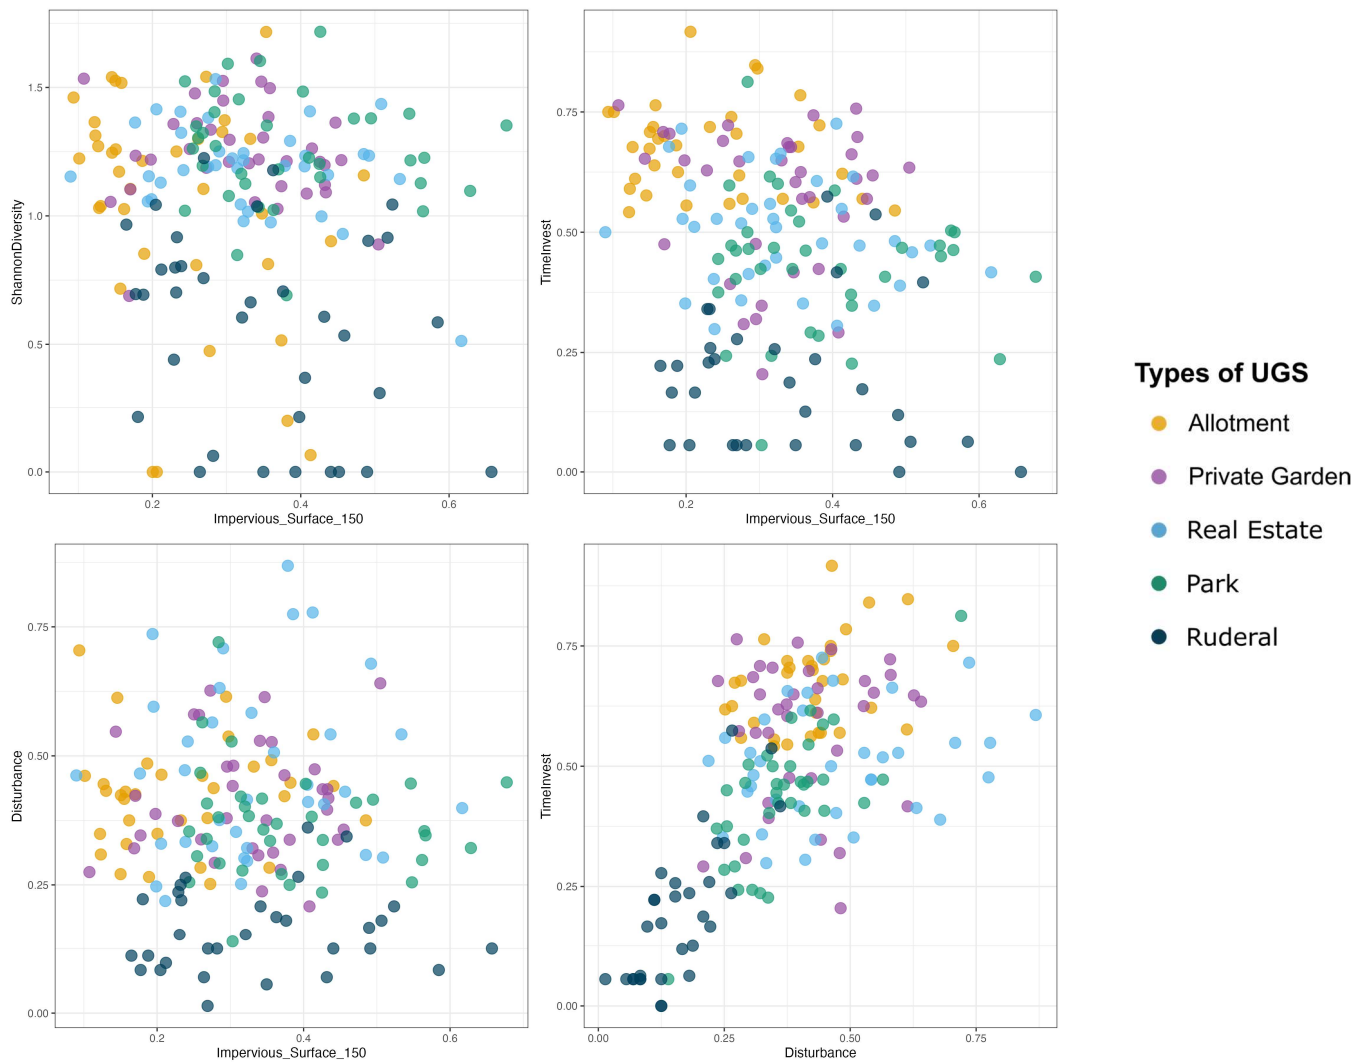 1.5
1.0
0.5
0.0
ShannonDiversity
0.2
0.4
0.6
Impervious_Surface_150
0.75
0.50
0.25
0.00
TimeInvest
0.2
0.4
0.6
Impervious_Surface_150
0.75
0.50
0.25
0.00
Disturbance
0.2
0.4
0.6
Impervious_Surface_150
0.75
0.50
0.25
0.00
TimeInvest
0.00
0.25
0.50
0.75
Disturbance
Types of UGS
Allotment
Private Garden
Real Estate
Park
Ruderal